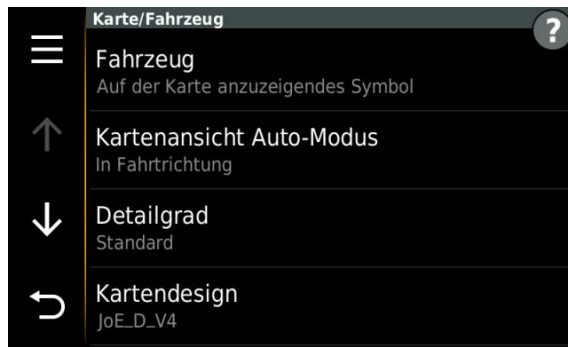 Karte/Fahrzeug
?
Fahrzeug
Auf der Karte anzuzeigendes Symbol
Kartenansicht Auto-Modus
In Fahrtrichtung
Detailgrad
Standard
Kartendesign
JoE_D_V4